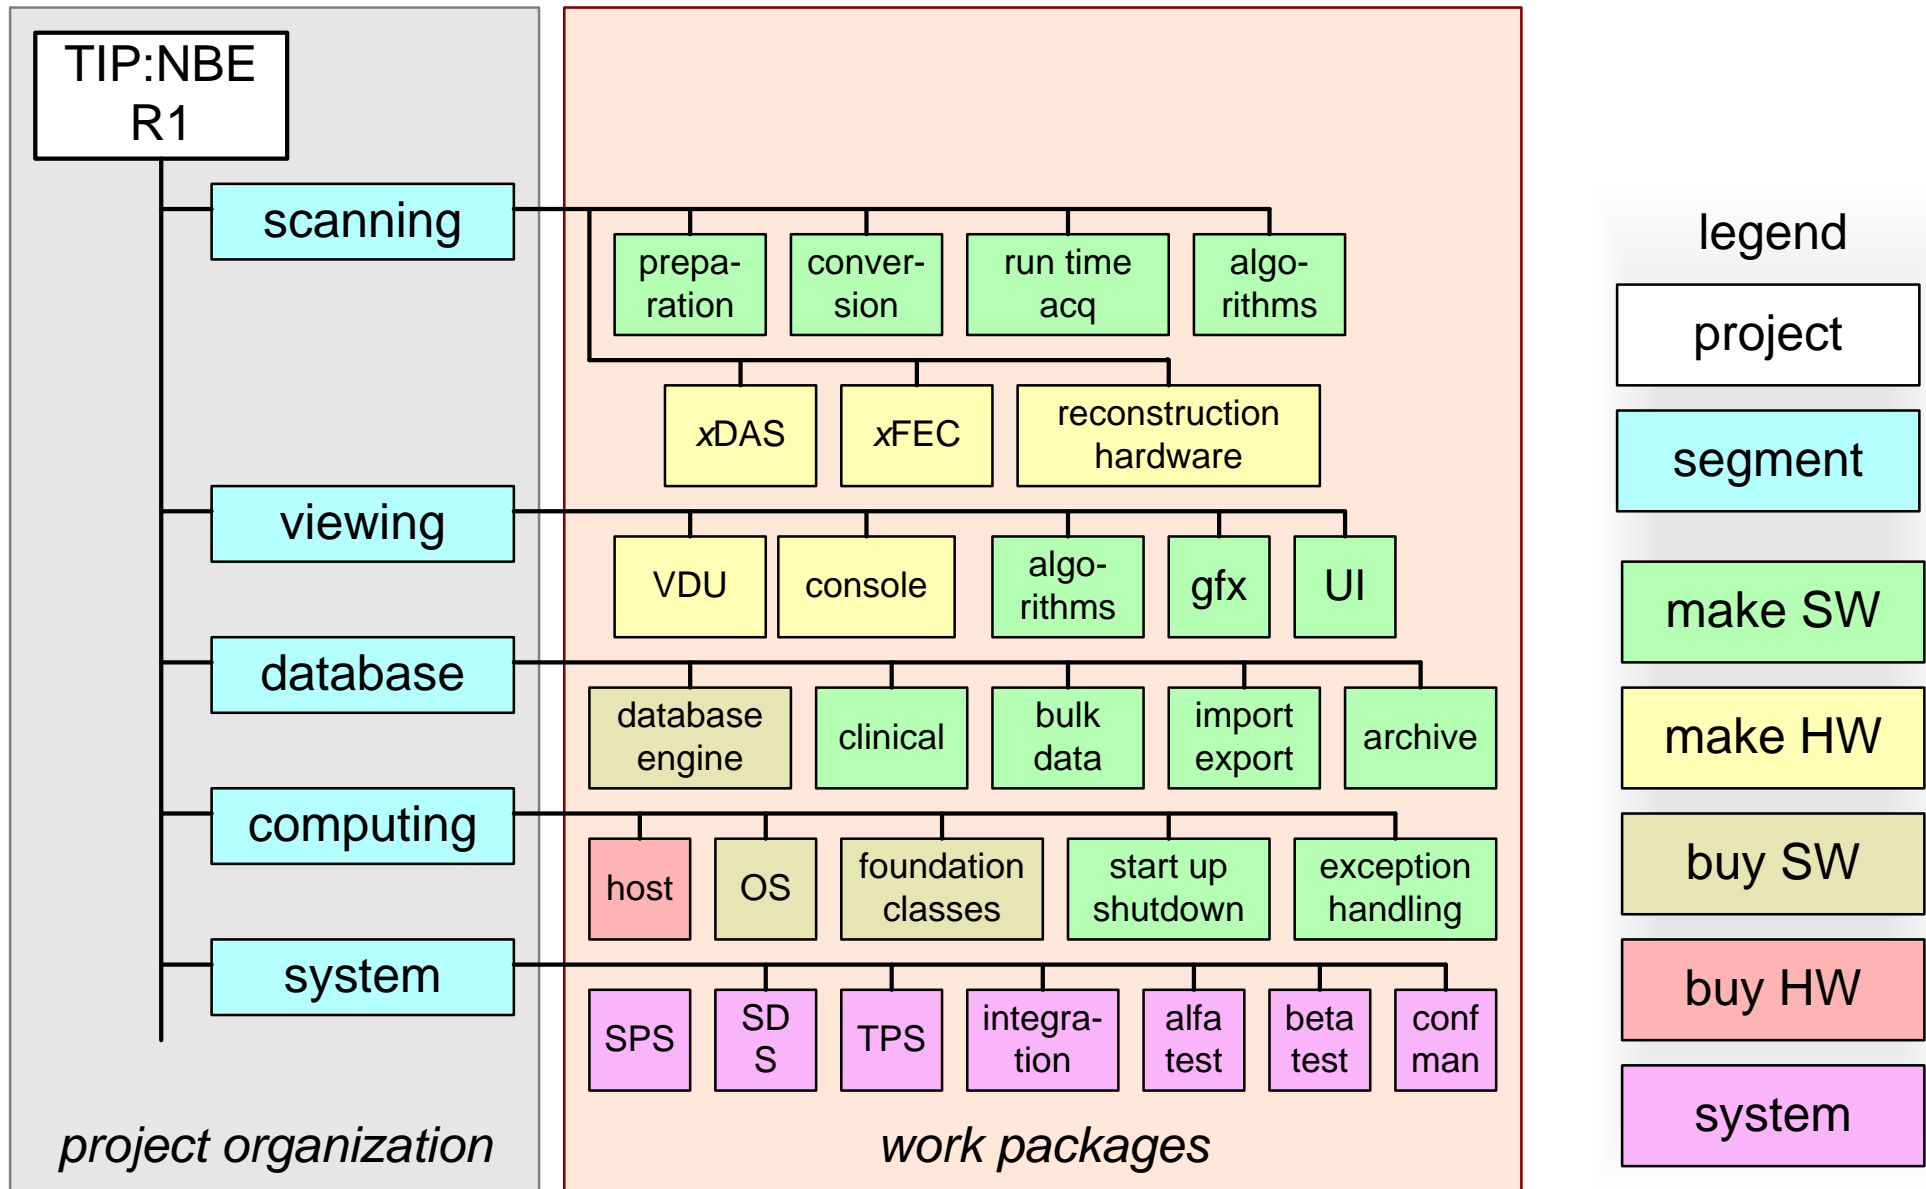 TIP:NBE
R1
scanning
prepa-
ration
conver-
sion
run time
acq
algo-
rithms
xDAS
xFEC
reconstruction
hardware
viewing
VDU
console
algo-
rithms
gfx
UI
database
database
engine
clinical
bulk
data
import
export
archive
computing
host
OS
foundation
classes
start up
shutdown
exception
handling
system
SPS
SD
S
TPS
integra-
tion
alfa
test
beta
test
conf
man
project organization
work packages
legend
project
segment
make SW
make HW
buy SW
buy HW
system